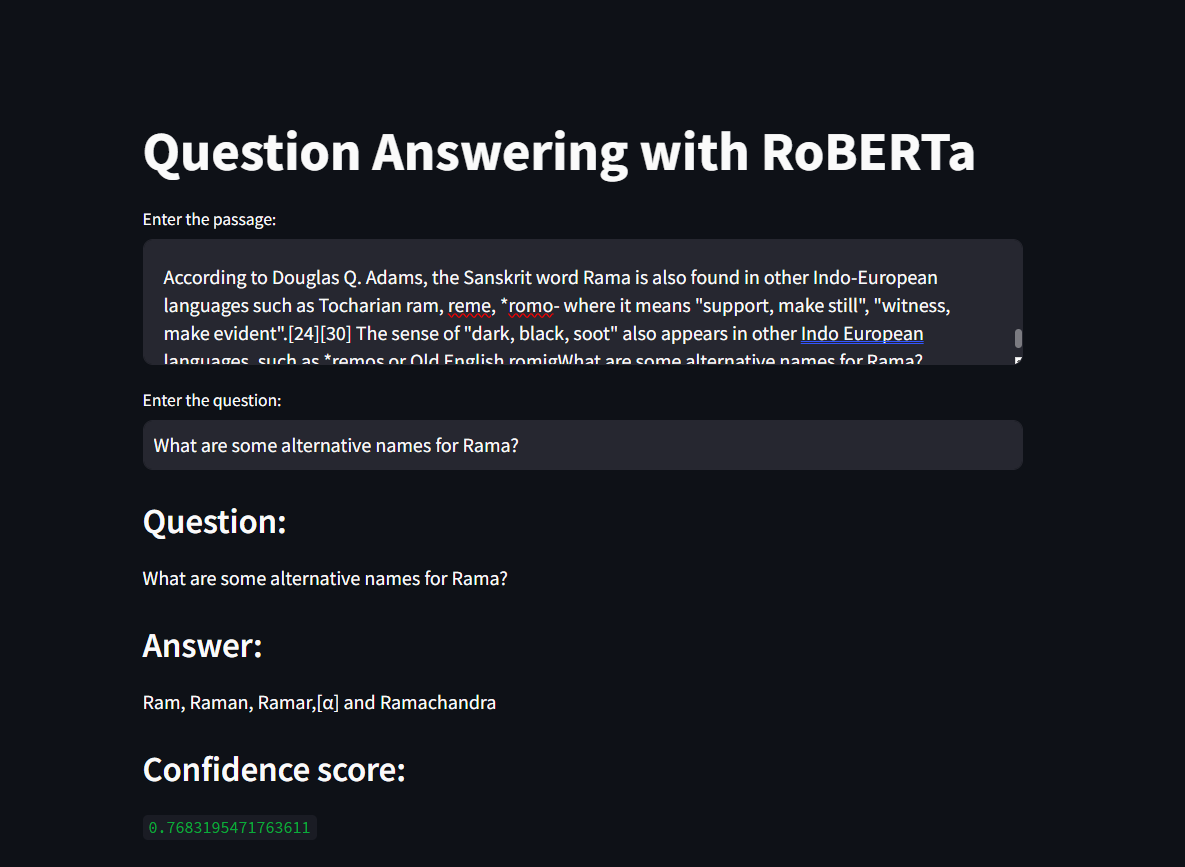 Question Answering with RoBERTa
Enter the passage:
According to Douglas Q. Adams, the Sanskrit word Rama is also found in other Indo-European
languages such as Tocharian ram, reme, *romo- where it means "support, make still", "witness,
make evident".[24][30] The sense of "dark, black, soot" also appears in other Indo European
languages, such as *remos or Old English romigWhat are some alternative names for Rama?
Enter the question:
What are some alternative names for Rama?
Question:
What are some alternative names for Rama?
Answer:
Ram, Raman, Ramar,[α] and Ramachandra
Confidence score:
0.7683195471763611